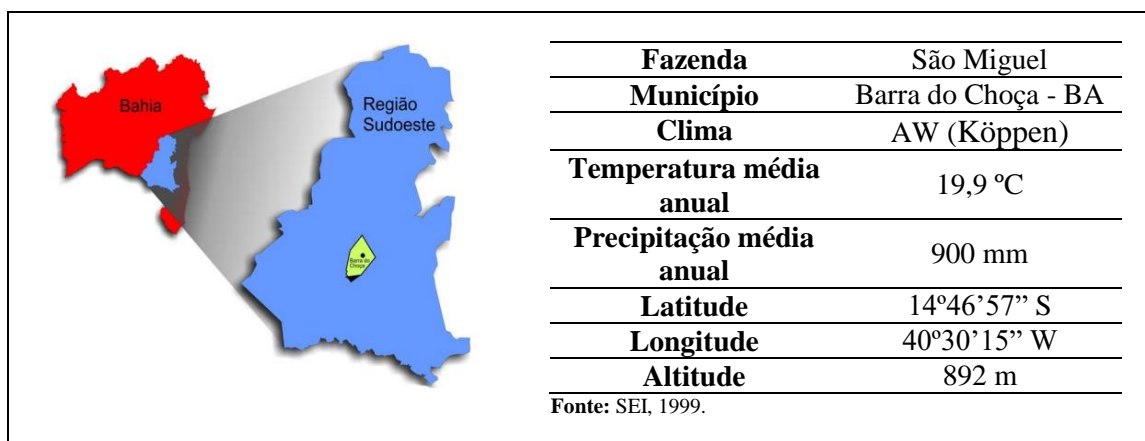 Bahia
Região
Sudoeste
Barra do
Choça
Fazenda São Miguel
Município Barra do Choça - BA
Clima AW (Köppen)
Temperatura média
anual 19,9 ºC
Precipitação média
anual 900 mm
Latitude 14º46’57” S
Longitude 40º30’15” W
Altitude 892 m
Fonte: SEI, 1999.